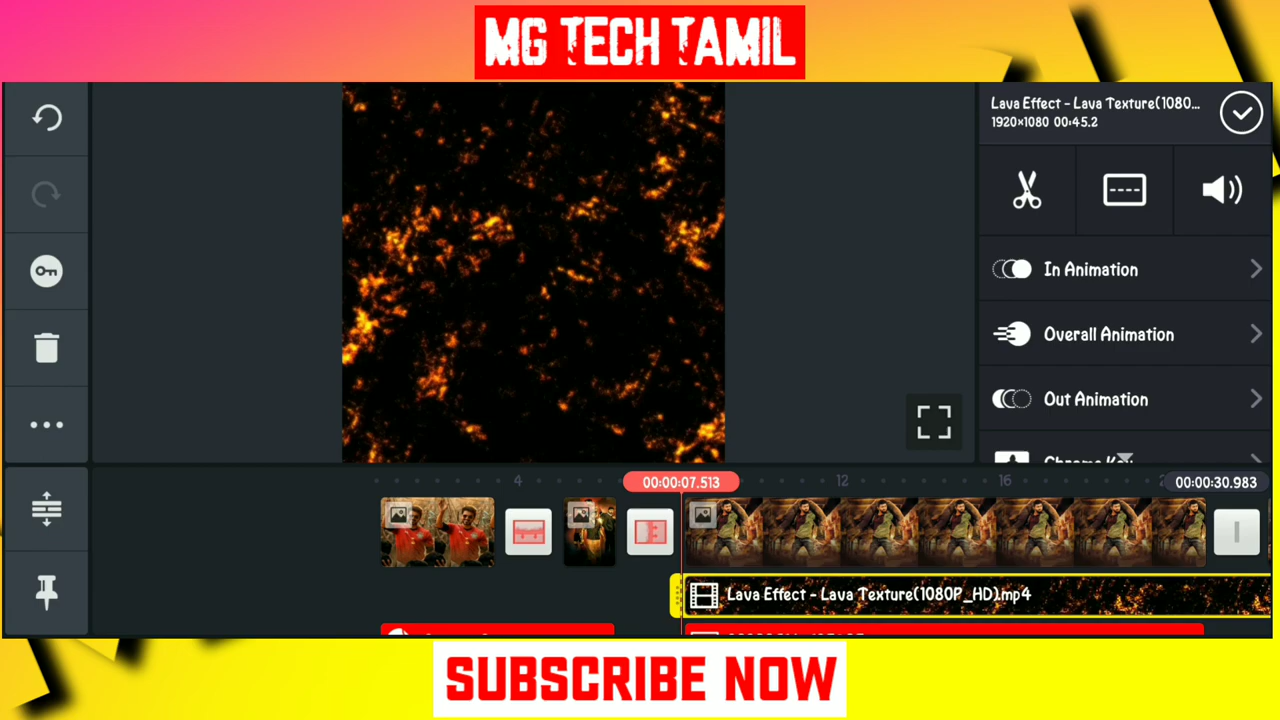 MG TECH TAMIL
Lava Effect - Lava Texture(1080...
1920×1080 00:45.2
In Animation
Overall Animation
Out Animation
Chroma Key
4
00:00:07.513
12
16
00:00:30.983
Lava Effect - Lava Texture(1080P_HD).mp4
SUBSCRIBE NOW